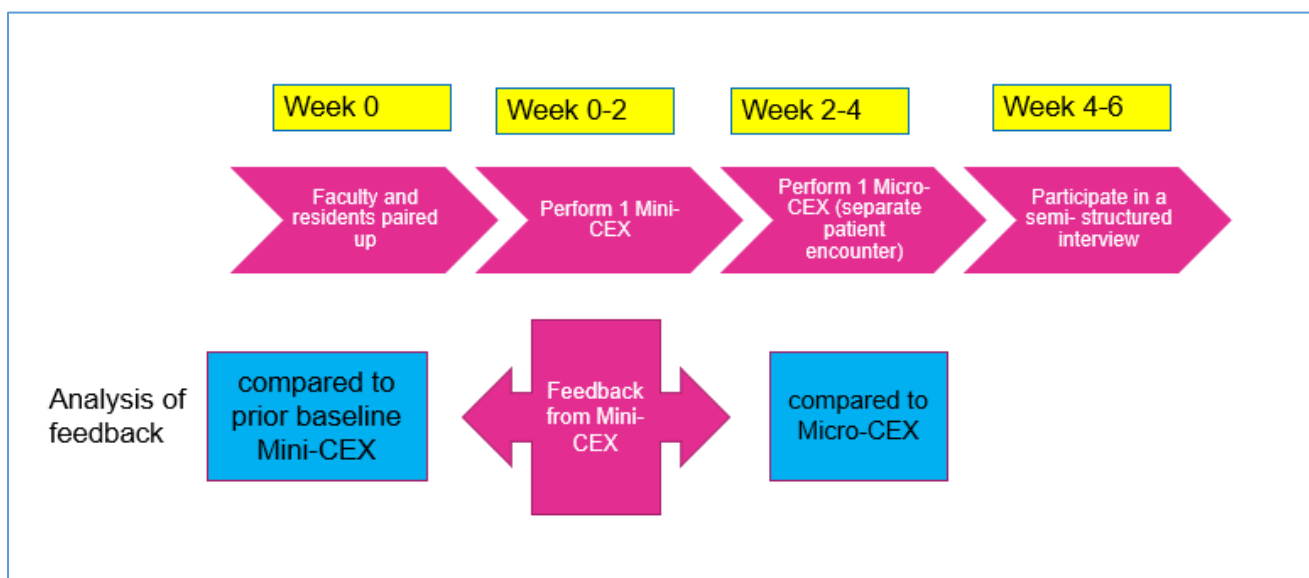 Week 0
Week 0-2
Week 2-4
Week 4-6
Faculty and
residents paired
up
Perform 1 Mini-
CEX
Perform 1 Micro-
CEX (separate
patient
encounter)
Participate in a
semi- structured
interview
Analysis of
feedback
compared to
prior baseline
Mini-CEX
Feedback
from Mini-
CEX
compared to
Micro-CEX